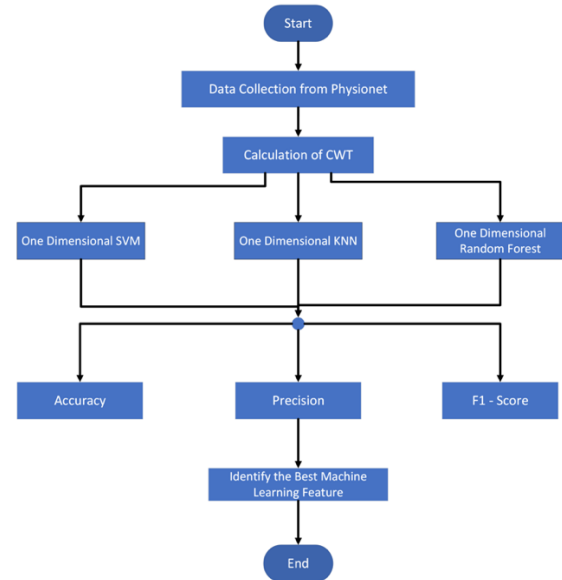 Start
Data Collection from Physionet
Calculation of CWT
One Dimensional SVM
One Dimensional KNN
One Dimensional
Random Forest
Accuracy
Precision
F1 - Score
Identify the Best Machine
Learning Feature
End